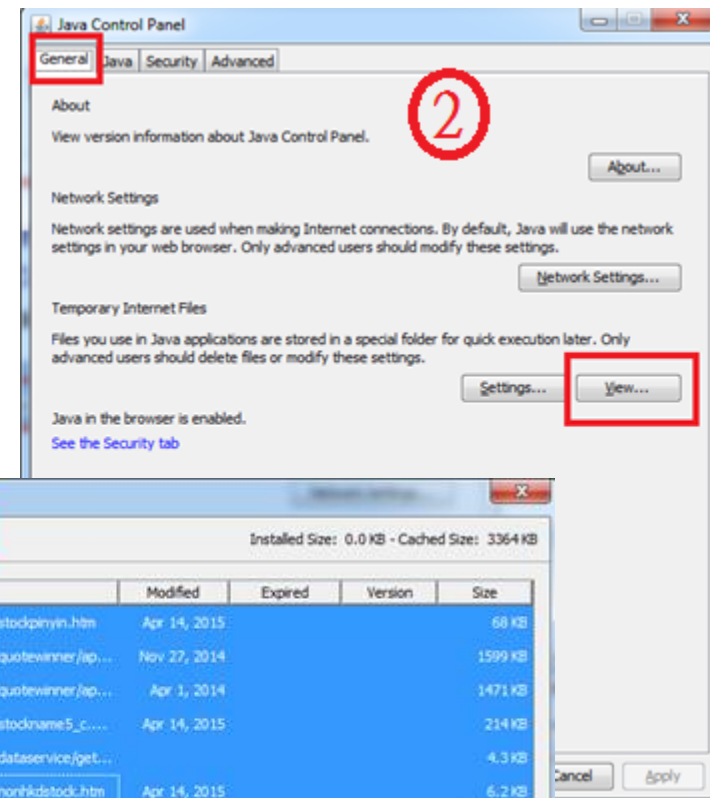 Java Control Panel
General Java Security Advanced
2
About
View version information about Java Control Panel.
About...
Network Settings
Network settings are used when making Internet connections. By default, Java will use the network
settings in your web browser. Only advanced users should modify these settings.
Network Settings...
Temporary Internet Files
Files you use in Java applications are stored in a special folder for quick execution later. Only
advanced users should delete files or modify these settings.
Settings... View...
Java in the browser is enabled.
See the Security tab
Installed Size: 0.0 KB - Cached Size: 3364 KB
Modified Expired Version Size
stockpinyin.htm Apr 14, 2015 68 KB
quotewinner/ap... Nov 27, 2014 1599 KB
quotewinner/ap... Apr 1, 2014 1471 KB
stockname5_c.... Apr 14, 2015 214 KB
dataservice/get... 4.3 KB
nonhkdstock.htm Apr 14, 2015 6.2 KB
Cancel Apply